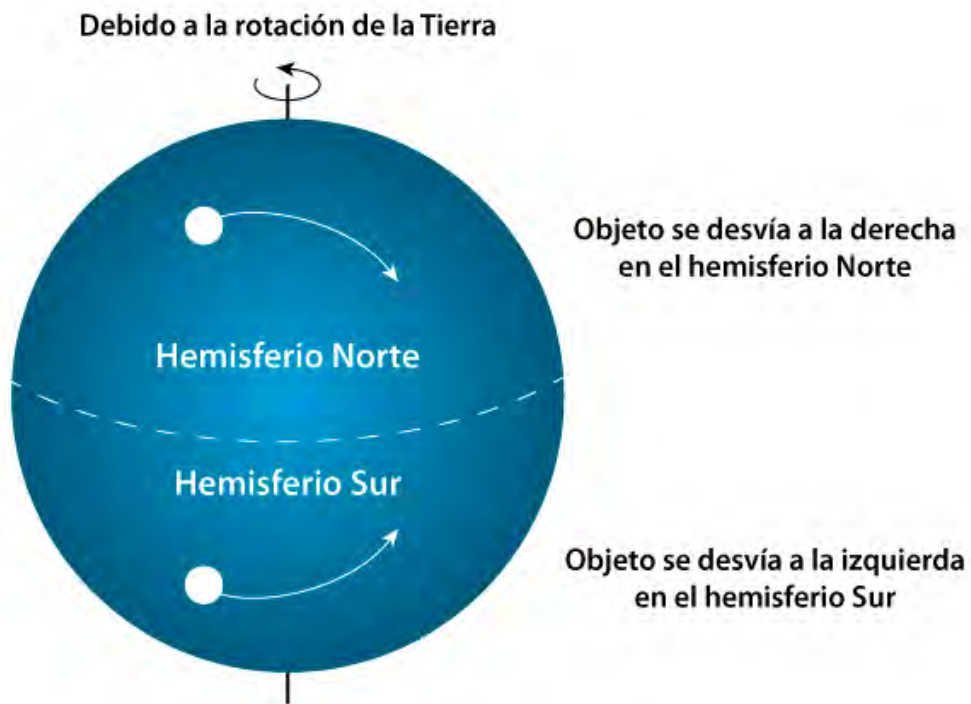 Debido a la rotación de la Tierra
Objeto se desvía a la derecha
en el hemisferio Norte
Hemisferio Norte
Hemisferio Sur
Objeto se desvía a la izquierda
en el hemisferio Sur